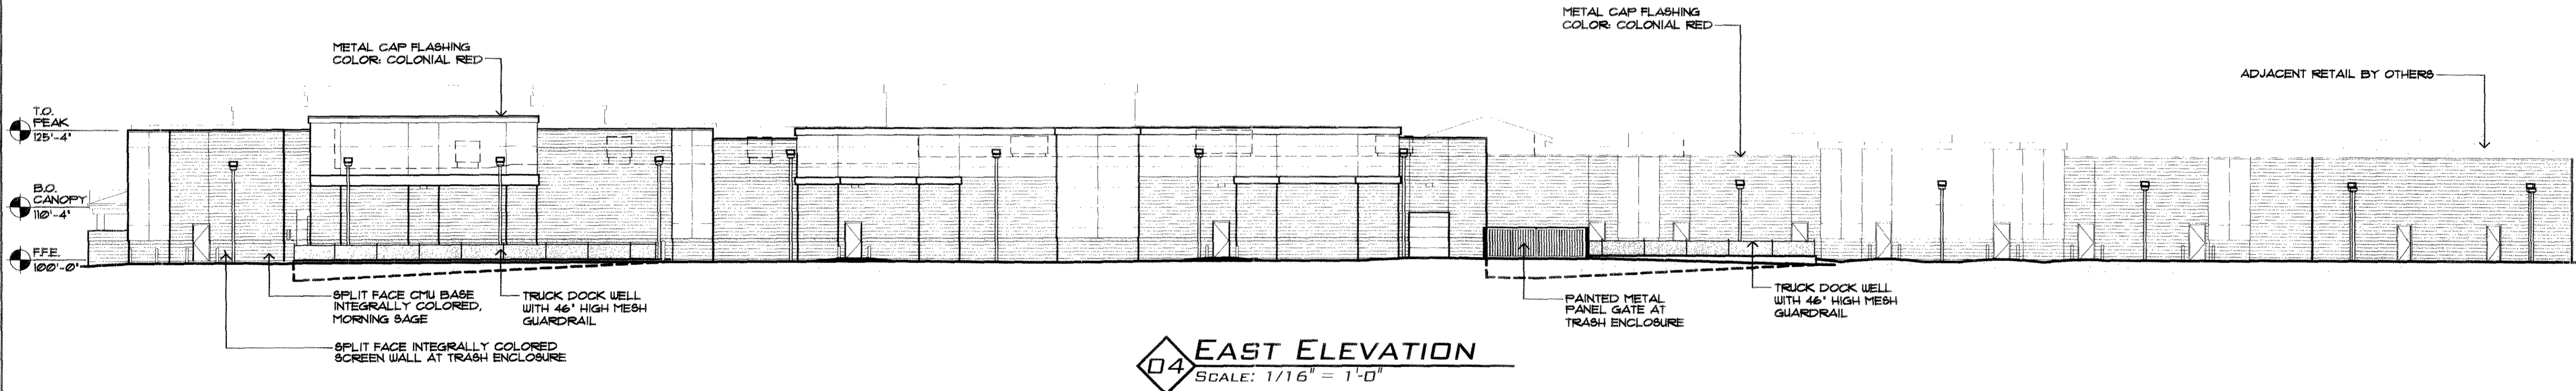 METAL CAP FLASHING
COLOR: COLONIAL RED
METAL CAP FLASHING
COLOR: COLONIAL RED
ADJACENT RETAIL BY OTHERS
T.O.
PEAK
125'-4"
B.O.
CANOPY
110'-4"
F.F.E.
100'-0"
SPLIT FACE CMU BASE
INTEGRALLY COLORED,
MORNING SAGE
TRUCK DOCK WELL
WITH 46" HIGH MESH
GUARDRAIL
SPLIT FACE INTEGRALLY COLORED
SCREEN WALL AT TRASH ENCLOSURE
PAINTED METAL
PANEL GATE AT
TRASH ENCLOSURE
TRUCK DOCK WELL
WITH 46" HIGH MESH
GUARDRAIL
04
EAST ELEVATION
SCALE: 1/16" = 1'-0"